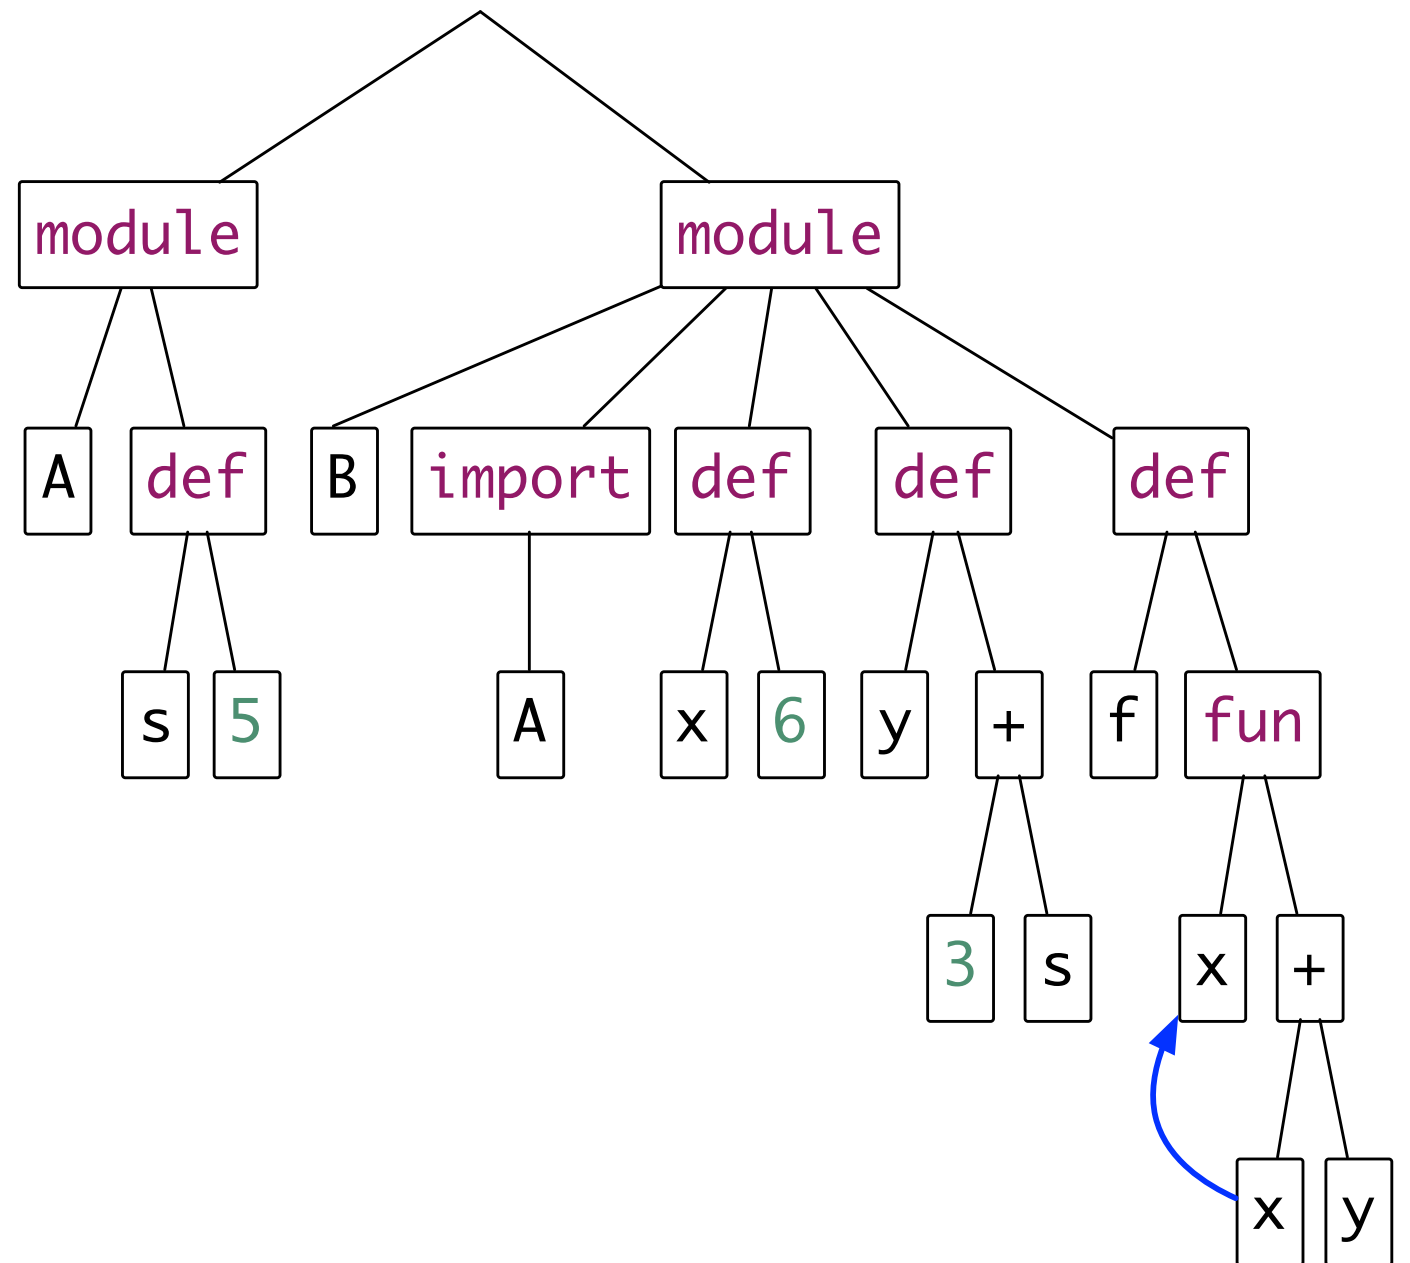 module module
A def B import def def def
s 5 A x 6 y + f fun
3 s x +
x y